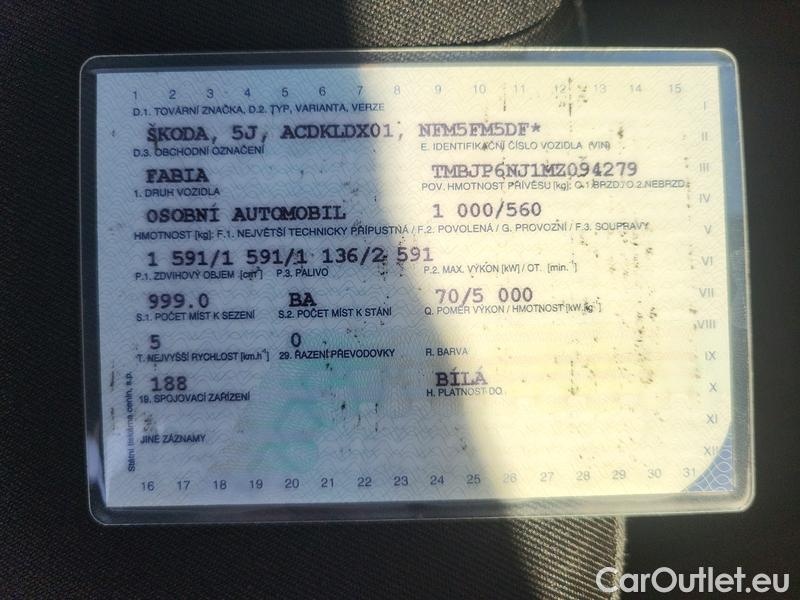 1 2 3 4 5 6 7 8 9 10 11 12 13 14 15
D.1. TOVÁRNÍ ZNAČKA, D.2. TYP, VARIANTA, VERZE I
ŠKODA, 5J, ACDKLDX01, NFM5FM5DF* II
D.3. OBCHODNÍ OZNAČENÍ E. IDENTIFIKAČNÍ ČÍSLO VOZIDLA (VIN)
FABIA TMBJP6NJ1MZ094279 III
1. DRUH VOZIDLA POV. HMOTNOST PŘÍVĚSU [kg]: O.1. BRZD./O.2. NEBRZD.
OSOBNÍ AUTOMOBIL 1 000/560 IV
HMOTNOST [kg]: F.1. NEJVĚTŠÍ TECHNICKY PŘÍPUSTNÁ / F.2. POVOLENÁ / G. PROVOZNÍ / F.3. SOUPRAVY V
1 591/1 591/1 136/2 591 VI
P.1. ZDVIHOVÝ OBJEM [cm³] P.3. PALIVO P.2. MAX. VÝKON [kW] / OT. [min.⁻¹]
999.0 BA 70/5 000 VII
S.1. POČET MÍST K SEZENÍ S.2. POČET MÍST K STÁNÍ Q. POMĚR VÝKON / HMOTNOST [kW.kg⁻¹]
5 0 VIII
T. NEJVYŠŠÍ RYCHLOST [km.h⁻¹] 29. ŘAZENÍ PŘEVODOVKY R. BARVA IX
188 BÍLÁ X
19. SPOJOVACÍ ZAŘÍZENÍ H. PLATNOST DO
XI
JINÉ ZÁZNAMY XII
Státní tiskárna cenin, s.p.
16 17 18 19 20 21 22 23 24 25 26 27 28 29 30 31
CarOutlet.eu